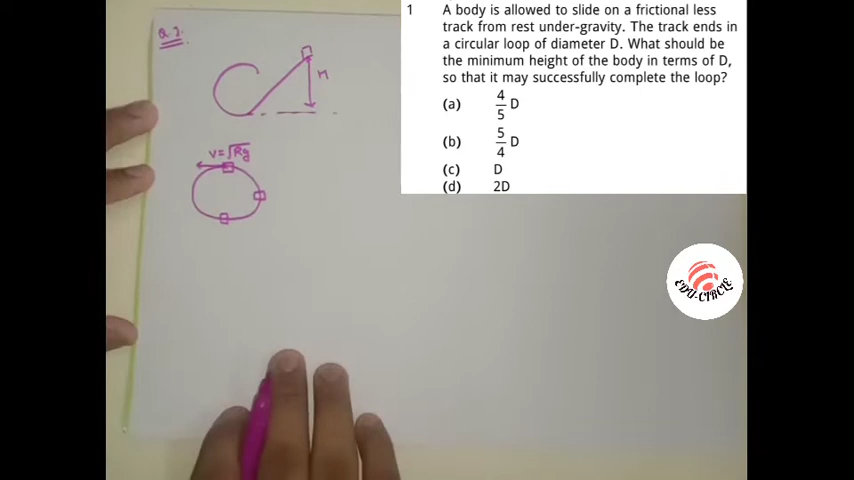 Q.1.
h
v=√Rg
1 A body is allowed to slide on a frictional less
track from rest under-gravity. The track ends in
a circular loop of diameter D. What should be
the minimum height of the body in terms of D,
so that it may successfully complete the loop?
(a) 4/5 D
(b) 5/4 D
(c) D
(d) 2D
EDU-CIRCLE